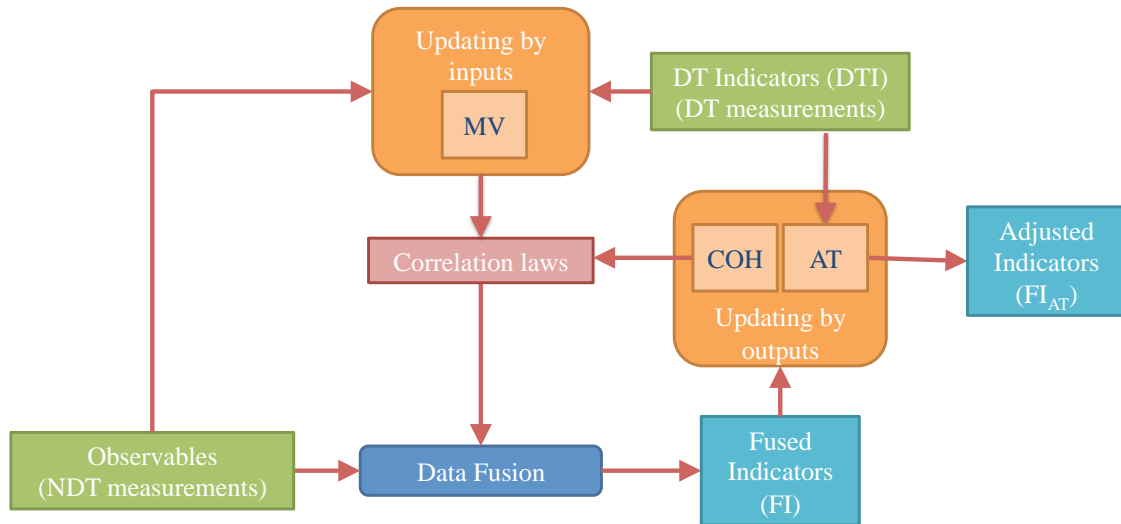 Updating by
inputs
MV
DT Indicators (DTI)
(DT measurements)
Correlation laws
COH
AT
Updating by
outputs
Adjusted
Indicators
(FI_AT)
Observables
(NDT measurements)
Data Fusion
Fused
Indicators
(FI)